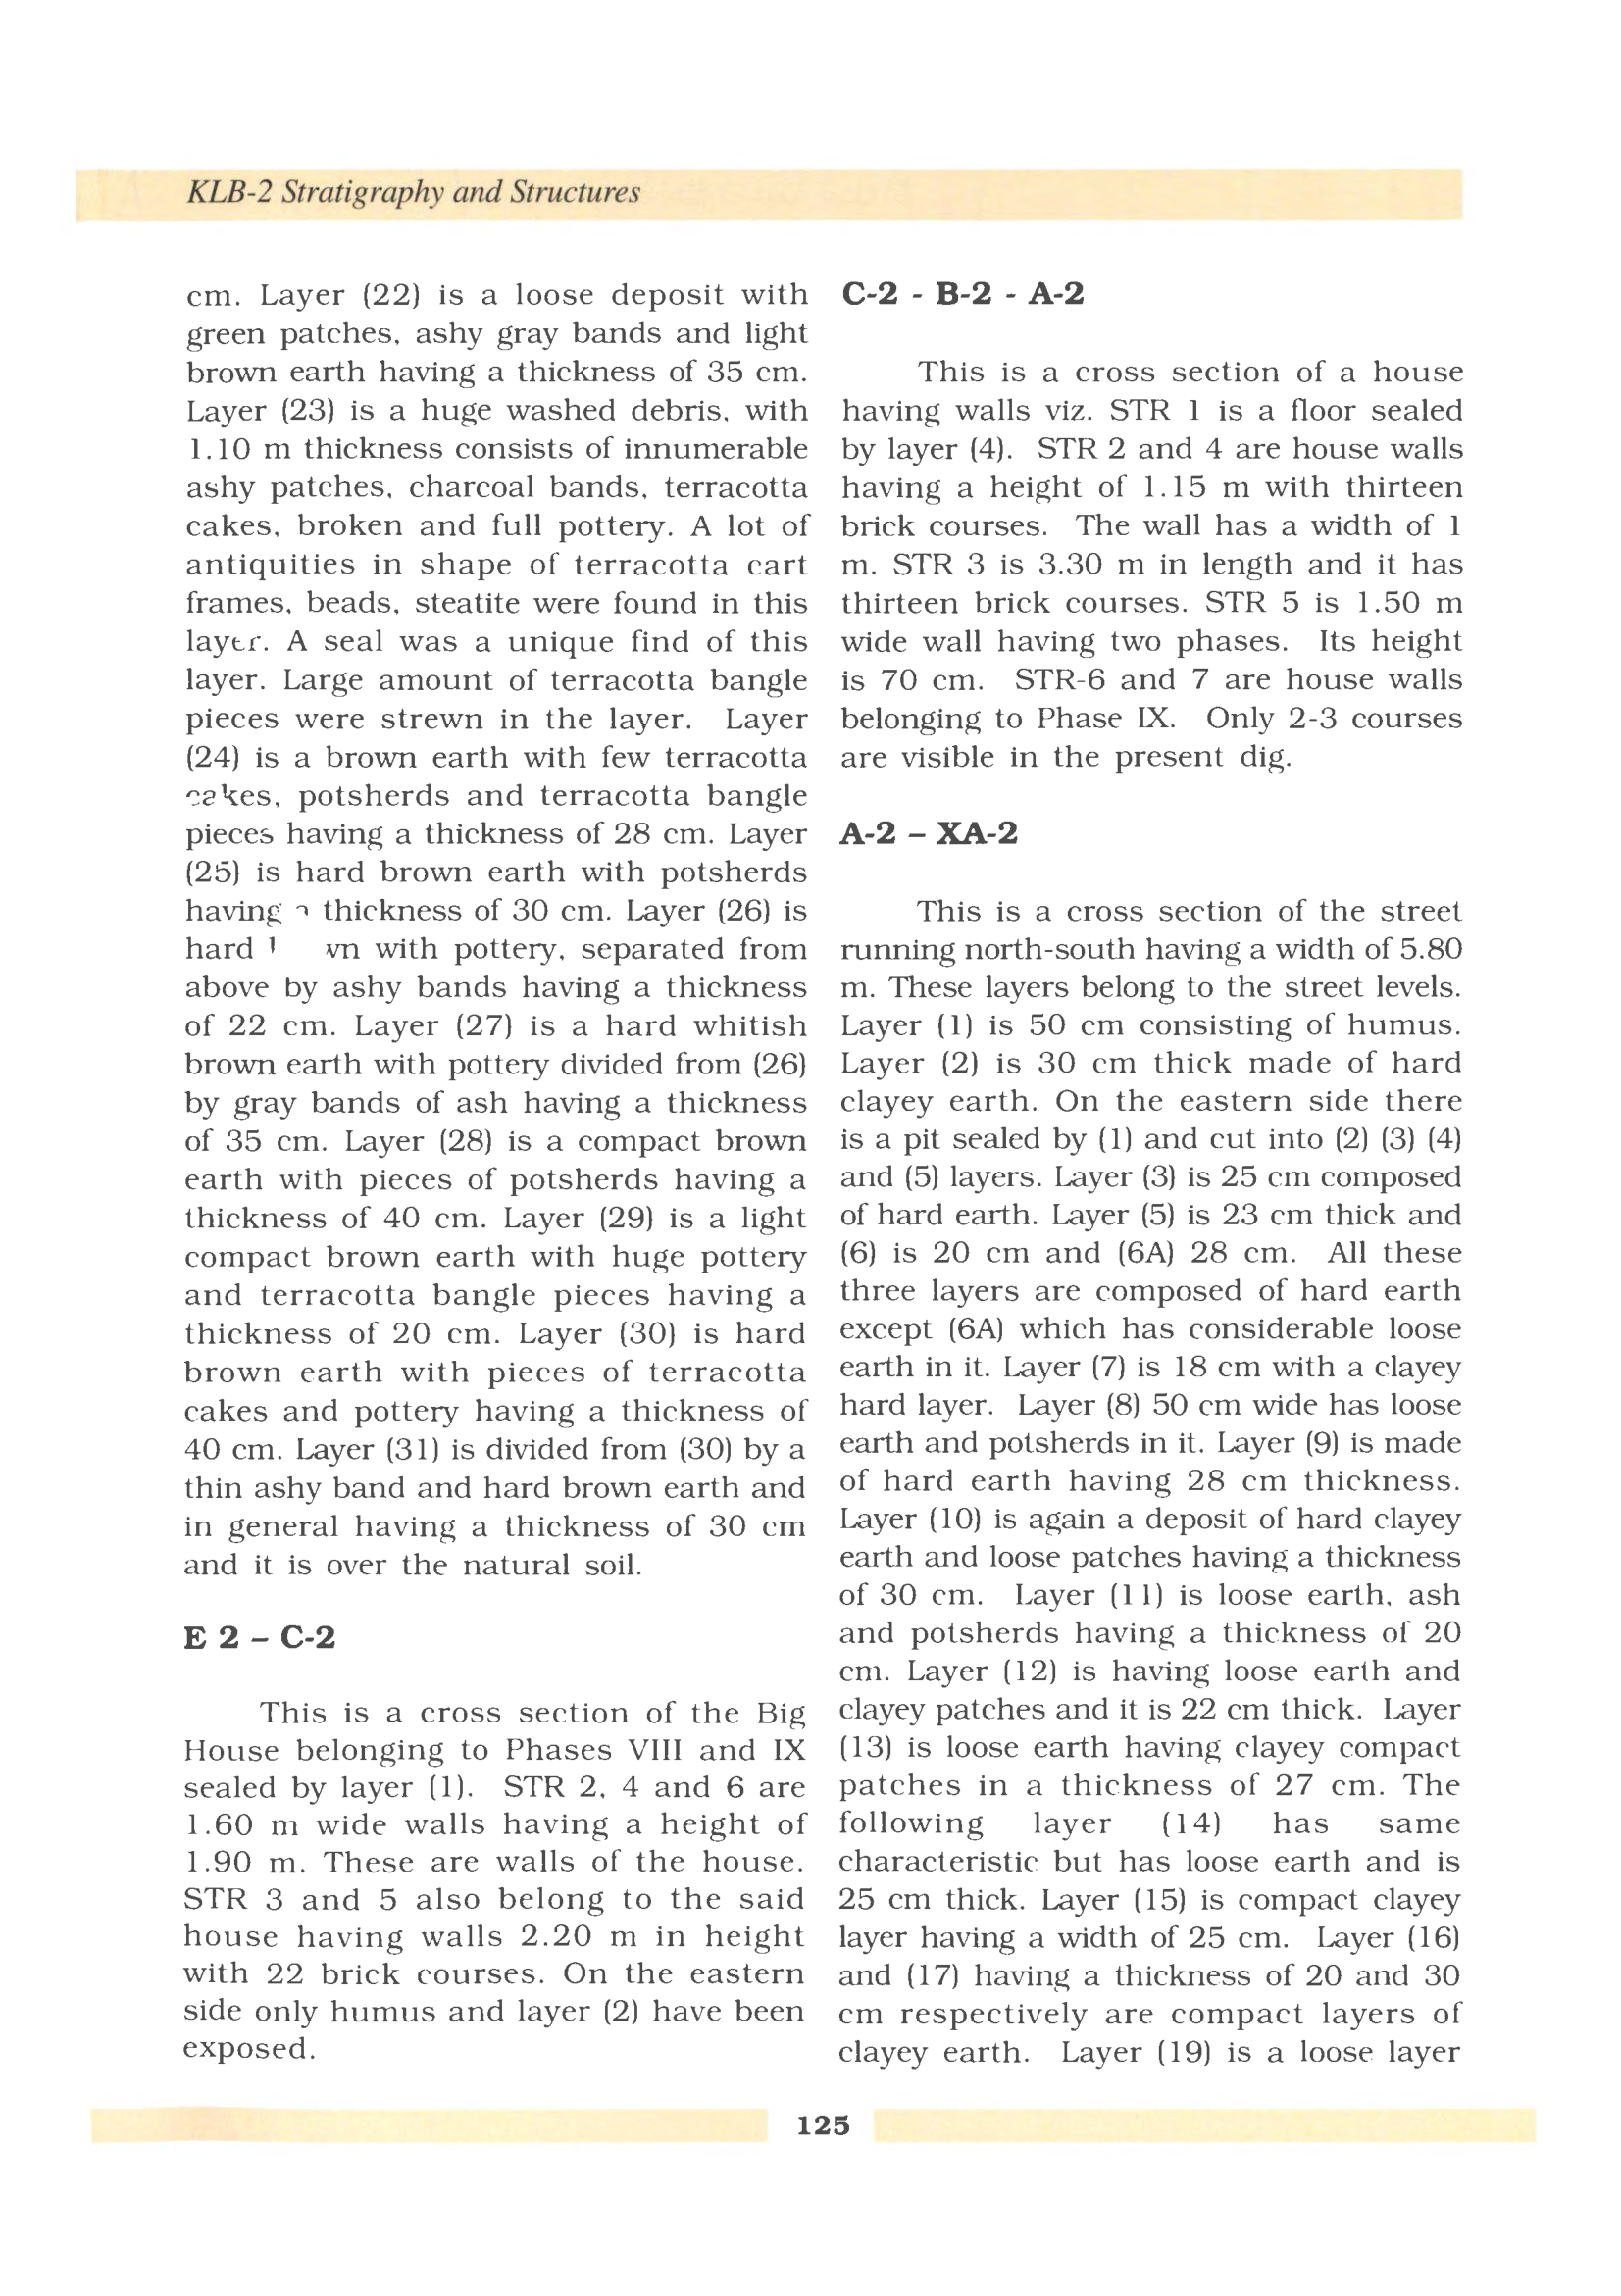 KLB-2 Stratigraphy and Structures
cm. Layer (22) is a loose deposit with
green patches, ashy gray bands and light
brown earth having a thickness of 35 cm.
Layer (23) is a huge washed debris, with
1.10 m thickness consists of innumerable
ashy patches, charcoal bands, terracotta
cakes, broken and full pottery. A lot of
antiquities in shape of terracotta cart
frames, beads, steatite were found in this
layer. A seal was a unique find of this
layer. Large amount of terracotta bangle
pieces were strewn in the layer. Layer
(24) is a brown earth with few terracotta
cakes, potsherds and terracotta bangle
pieces having a thickness of 28 cm. Layer
(25) is hard brown earth with potsherds
having a thickness of 30 cm. Layer (26) is
hard with pottery, separated from
above by ashy bands having a thickness
of 22 cm. Layer (27) is a hard whitish
brown earth with pottery divided from (26)
by gray bands of ash having a thickness
of 35 cm. Layer (28) is a compact brown
earth with pieces of potsherds having a
thickness of 40 cm. Layer (29) is a light
compact brown earth with huge pottery
and terracotta bangle pieces having a
thickness of 20 cm. Layer (30) is hard
brown earth with pieces of terracotta
cakes and pottery having a thickness of
40 cm. Layer (31) is divided from (30) by a
thin ashy band and hard brown earth and
in general having a thickness of 30 cm
and it is over the natural soil.
E 2 – C-2
This is a cross section of the Big
House belonging to Phases VIII and IX
sealed by layer (1). STR 2, 4 and 6 are
1.60 m wide walls having a height of
1.90 m. These are walls of the house.
STR 3 and 5 also belong to the said
house having walls 2.20 m in height
with 22 brick courses. On the eastern
side only humus and layer (2) have been
exposed.
C-2 - B-2 - A-2
This is a cross section of a house
having walls viz. STR 1 is a floor sealed
by layer (4). STR 2 and 4 are house walls
having a height of 1.15 m with thirteen
brick courses. The wall has a width of 1
m. STR 3 is 3.30 m in length and it has
thirteen brick courses. STR 5 is 1.50 m
wide wall having two phases. Its height
is 70 cm. STR-6 and 7 are house walls
belonging to Phase IX. Only 2-3 courses
are visible in the present dig.
A-2 – XA-2
This is a cross section of the street
running north-south having a width of 5.80
m. These layers belong to the street levels.
Layer (1) is 50 cm consisting of humus.
Layer (2) is 30 cm thick made of hard
clayey earth. On the eastern side there
is a pit sealed by (1) and cut into (2) (3) (4)
and (5) layers. Layer (3) is 25 cm composed
of hard earth. Layer (5) is 23 cm thick and
(6) is 20 cm and (6A) 28 cm. All these
three layers are composed of hard earth
except (6A) which has considerable loose
earth in it. Layer (7) is 18 cm with a clayey
hard layer. Layer (8) 50 cm wide has loose
earth and potsherds in it. Layer (9) is made
of hard earth having 28 cm thickness.
Layer (10) is again a deposit of hard clayey
earth and loose patches having a thickness
of 30 cm. Layer (11) is loose earth, ash
and potsherds having a thickness of 20
cm. Layer (12) is having loose earth and
clayey patches and it is 22 cm thick. Layer
(13) is loose earth having clayey compact
patches in a thickness of 27 cm. The
following layer (14) has same
characteristic but has loose earth and is
25 cm thick. Layer (15) is compact clayey
layer having a width of 25 cm. Layer (16)
and (17) having a thickness of 20 and 30
cm respectively are compact layers of
clayey earth. Layer (19) is a loose layer
125